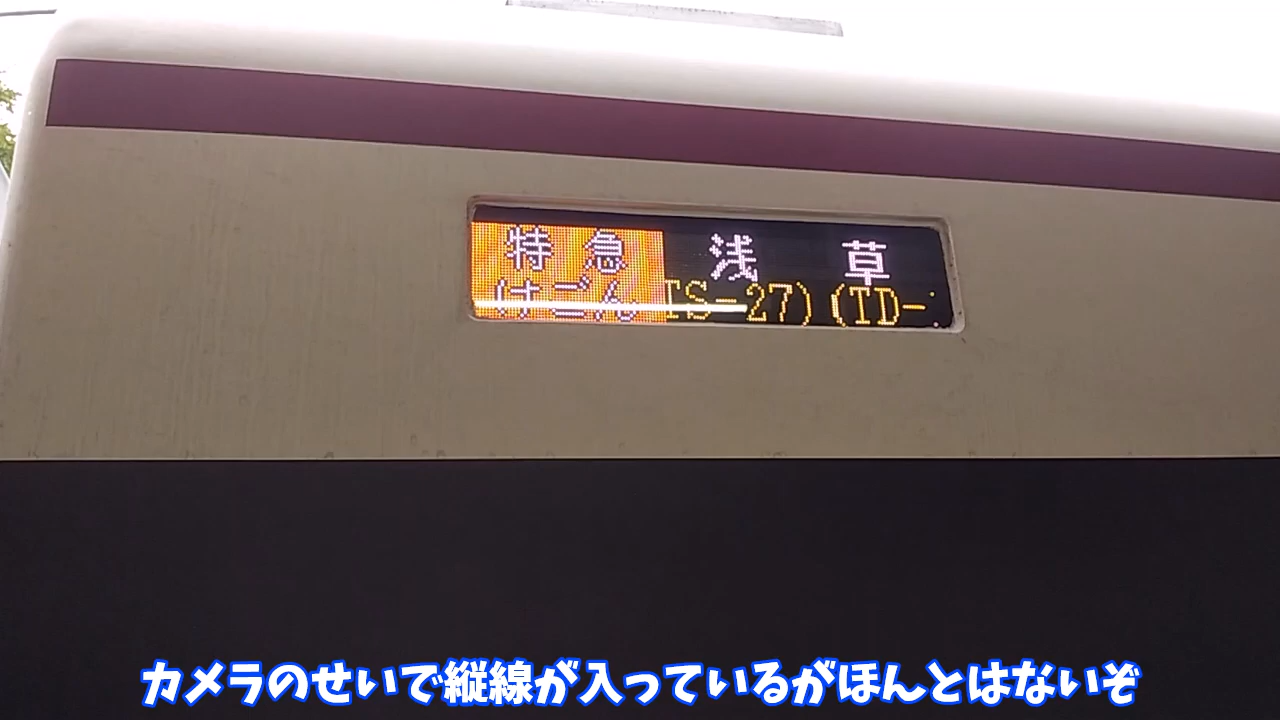 特急 浅草
けごん TS-27) (TD-
カメラのせいで縦線が入っているがほんとはないぞ